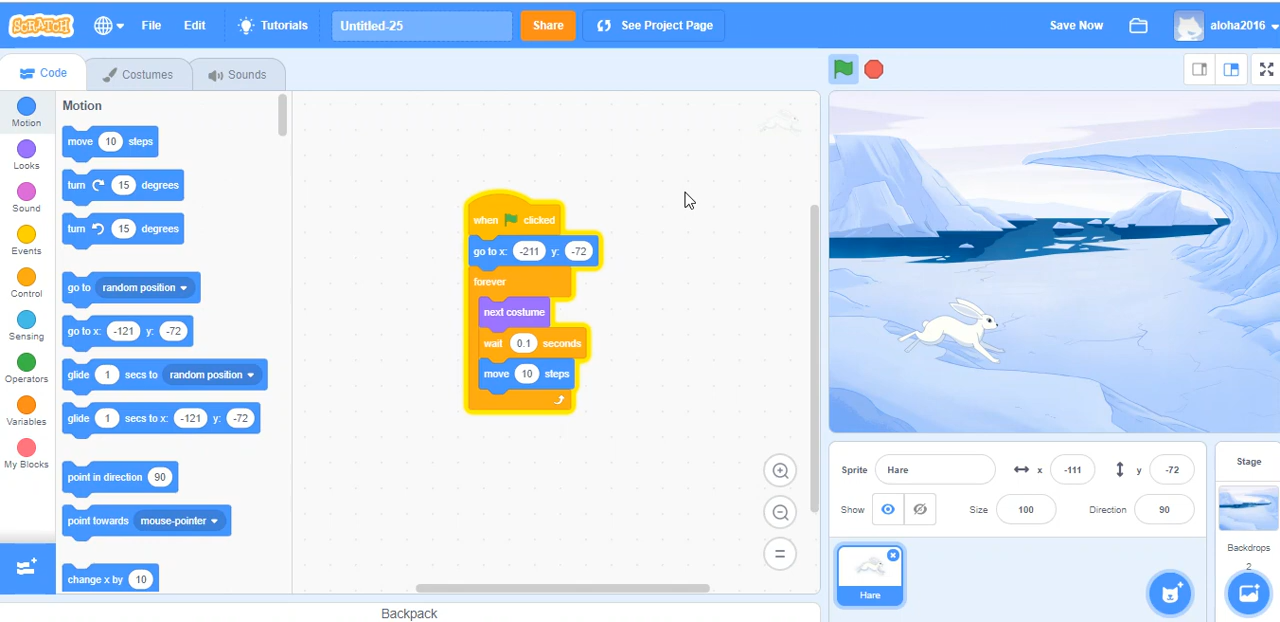 SCRATCH File Edit Tutorials Untitled-25 Share See Project Page Save Now aloha2016
Code Costumes Sounds
Motion
Looks
Sound
Events
Control
Sensing
Operators
Variables
My Blocks
Motion
move 10 steps
turn 15 degrees
turn 15 degrees
go to random position
go to x: -121 y: -72
glide 1 secs to random position
glide 1 secs to x: -121 y: -72
point in direction 90
point towards mouse-pointer
change x by 10
when clicked
go to x: -211 y: -72
forever
next costume
wait 0.1 seconds
move 10 steps
Sprite Hare x -111 y -72
Show Size 100 Direction 90
Hare
Stage
Backdrops
2
Backpack